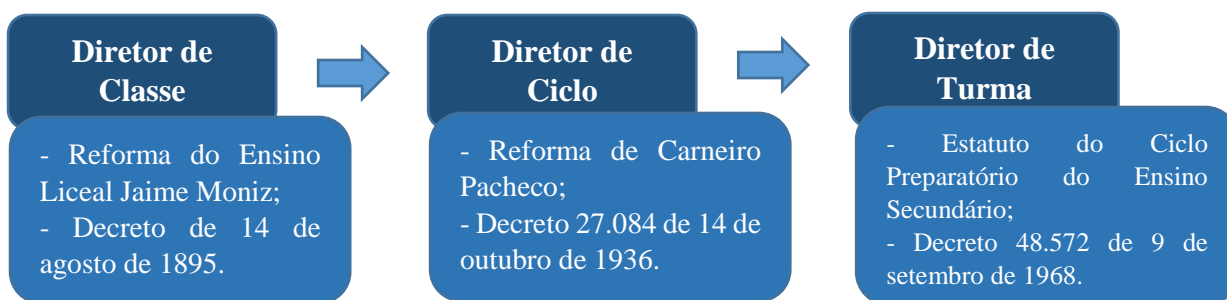 Diretor de
Classe
- Reforma do Ensino
Liceal Jaime Moniz;
- Decreto de 14 de
agosto de 1895.
Diretor de
Ciclo
- Reforma de Carneiro
Pacheco;
- Decreto 27.084 de 14 de
outubro de 1936.
Diretor de
Turma
- Estatuto do Ciclo
Preparatório do Ensino
Secundário;
- Decreto 48.572 de 9 de
setembro de 1968.